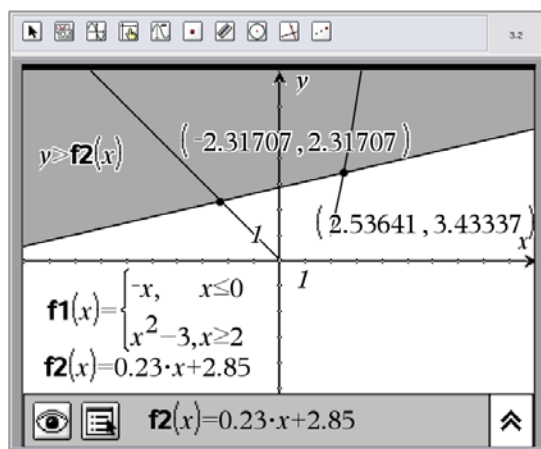 3.2
y
y≥f2(x)
(-2.31707, 2.31707)
(2.53641, 3.43337)
x
1
1
f1(x)={-x, x≤0
x²-3, x≥2
f2(x)=0.23·x+2.85
f2(x)=0.23·x+2.85